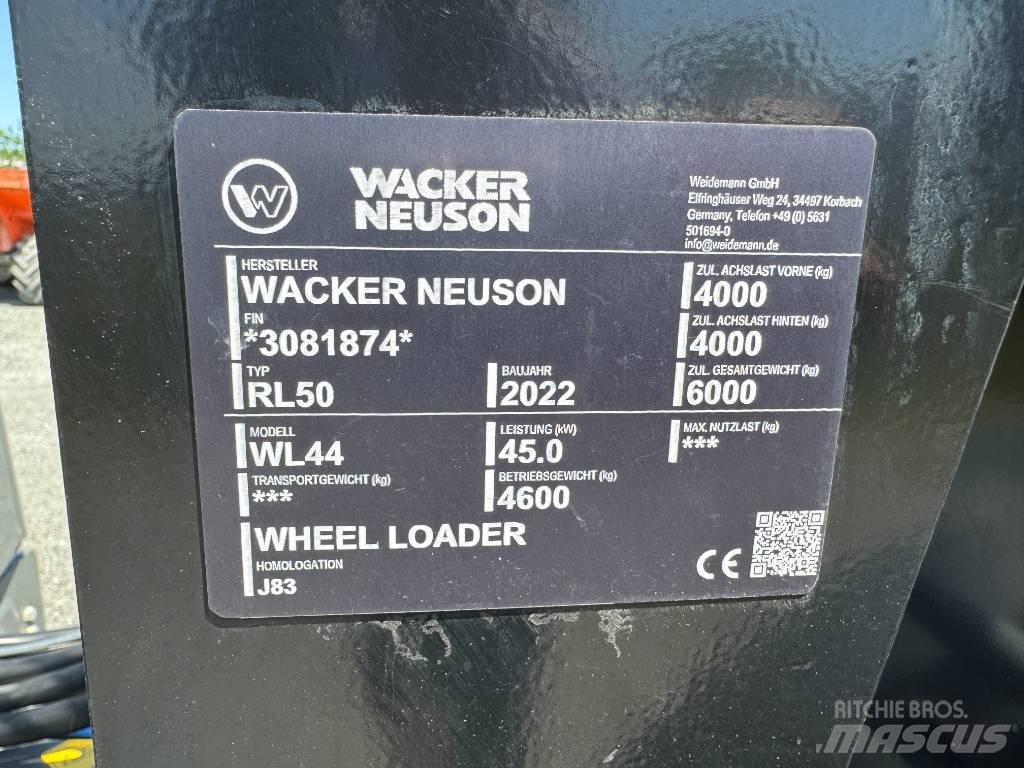 WACKER
NEUSON
Weidemann GmbH
Elfringhäuser Weg 24, 34497 Korbach
Germany, Telefon +49 (0) 5631
501694-0
info@weidemann.de
HERSTELLER
WACKER NEUSON
ZUL. ACHSLAST VORNE (kg)
4000
FIN
*3081874*
ZUL. ACHSLAST HINTEN (kg)
4000
TYP
RL50
BAUJAHR
2022
ZUL. GESAMTGEWICHT (kg)
6000
MODELL
WL44
LEISTUNG (kW)
45.0
MAX. NUTZLAST (kg)
***
TRANSPORTGEWICHT (kg)
***
BETRIEBSGEWICHT (kg)
4600
WHEEL LOADER
HOMOLOGATION
J83
CE
RITCHIE BROS.
MASCUS